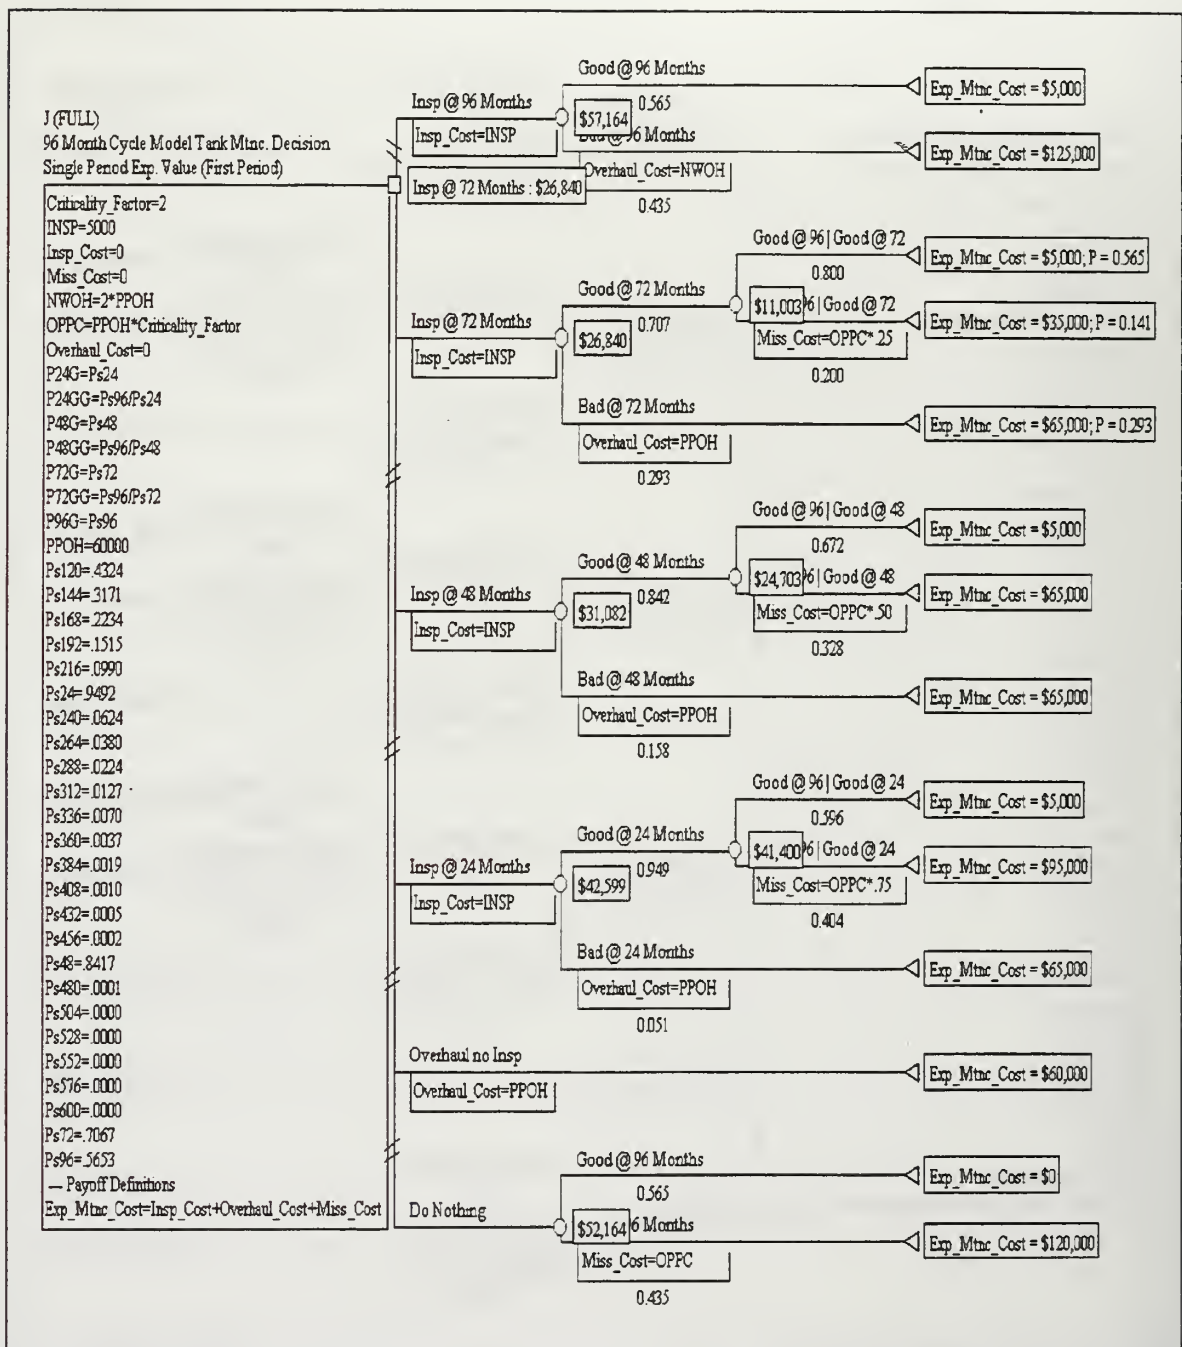 J (FULL)
96 Month Cycle Model Tank Mtnc. Decision
Single Period Exp. Value (First Period)
Criticality_Factor=2
INSP=5000
Insp_Cost=0
Miss_Cost=0
NWOH=2*PPOH
OPPC=PPOH*Criticality_Factor
Overhaul_Cost=0
P24G=Ps24
P24GG=Ps96/Ps24
P48G=Ps48
P48GG=Ps96/Ps48
P72G=Ps72
P72GG=Ps96/Ps72
P96G=Ps96
PPOH=60000
Ps120=.4324
Ps144=.3171
Ps168=.2234
Ps192=.1515
Ps216=.0990
Ps24=.9492
Ps240=.0624
Ps264=.0380
Ps288=.0224
Ps312=.0127
Ps336=.0070
Ps360=.0037
Ps384=.0019
Ps408=.0010
Ps432=.0005
Ps456=.0002
Ps48=.8417
Ps480=.0001
Ps504=.0000
Ps528=.0000
Ps552=.0000
Ps576=.0000
Ps600=.0000
Ps72=.7067
Ps96=.5653
— Payoff Definitions
Exp_Mtnc_Cost=Insp_Cost+Overhaul_Cost+Miss_Cost
Insp @ 96 Months
Insp_Cost=INSP
Insp @ 72 Months : $26,840
Good @ 96 Months
0.565
$57,164
Bad @ 96 Months
Overhaul_Cost=NWOH
0.435
Exp_Mtnc_Cost = $5,000
Exp_Mtnc_Cost = $125,000
Insp @ 72 Months
Insp_Cost=INSP
Good @ 72 Months
0.707
$26,840
Good @ 96 | Good @ 72
0.800
$11,003
6 | Good @ 72
Miss_Cost=OPPC*.25
0.200
Bad @ 72 Months
Overhaul_Cost=PPOH
0.293
Exp_Mtnc_Cost = $5,000; P = 0.565
Exp_Mtnc_Cost = $35,000; P = 0.141
Exp_Mtnc_Cost = $65,000; P = 0.293
Insp @ 48 Months
Insp_Cost=INSP
Good @ 48 Months
0.842
$31,082
Good @ 96 | Good @ 48
0.672
$24,703
6 | Good @ 48
Miss_Cost=OPPC*.50
0.328
Bad @ 48 Months
Overhaul_Cost=PPOH
0.158
Exp_Mtnc_Cost = $5,000
Exp_Mtnc_Cost = $65,000
Exp_Mtnc_Cost = $65,000
Insp @ 24 Months
Insp_Cost=INSP
Good @ 24 Months
0.949
$42,599
Good @ 96 | Good @ 24
0.596
$41,400
6 | Good @ 24
Miss_Cost=OPPC*.75
0.404
Bad @ 24 Months
Overhaul_Cost=PPOH
0.051
Exp_Mtnc_Cost = $5,000
Exp_Mtnc_Cost = $95,000
Exp_Mtnc_Cost = $65,000
Overhaul no Insp
Overhaul_Cost=PPOH
Exp_Mtnc_Cost = $60,000
Do Nothing
Good @ 96 Months
0.565
$52,164
6 Months
Miss_Cost=OPPC
0.435
Exp_Mtnc_Cost = $0
Exp_Mtnc_Cost = $120,000